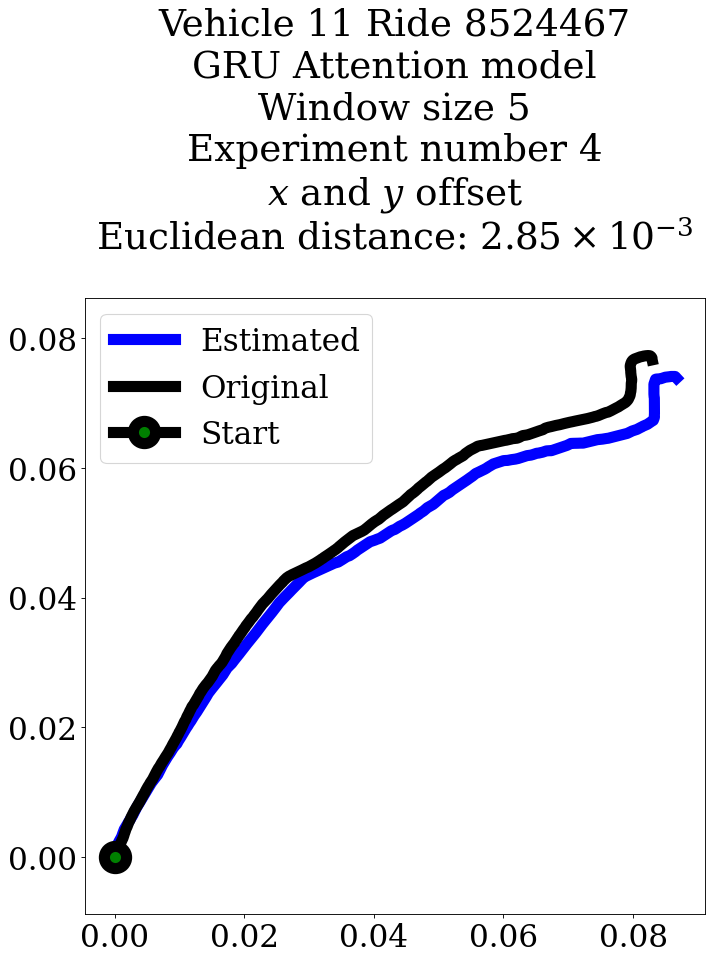 Vehicle 11 Ride 8524467
GRU Attention model
Window size 5
Experiment number 4
x and y offset
Euclidean distance: 2.85 × 10⁻³
Estimated
Original
Start
0.08
0.06
0.04
0.02
0.00
0.00 0.02 0.04 0.06 0.08